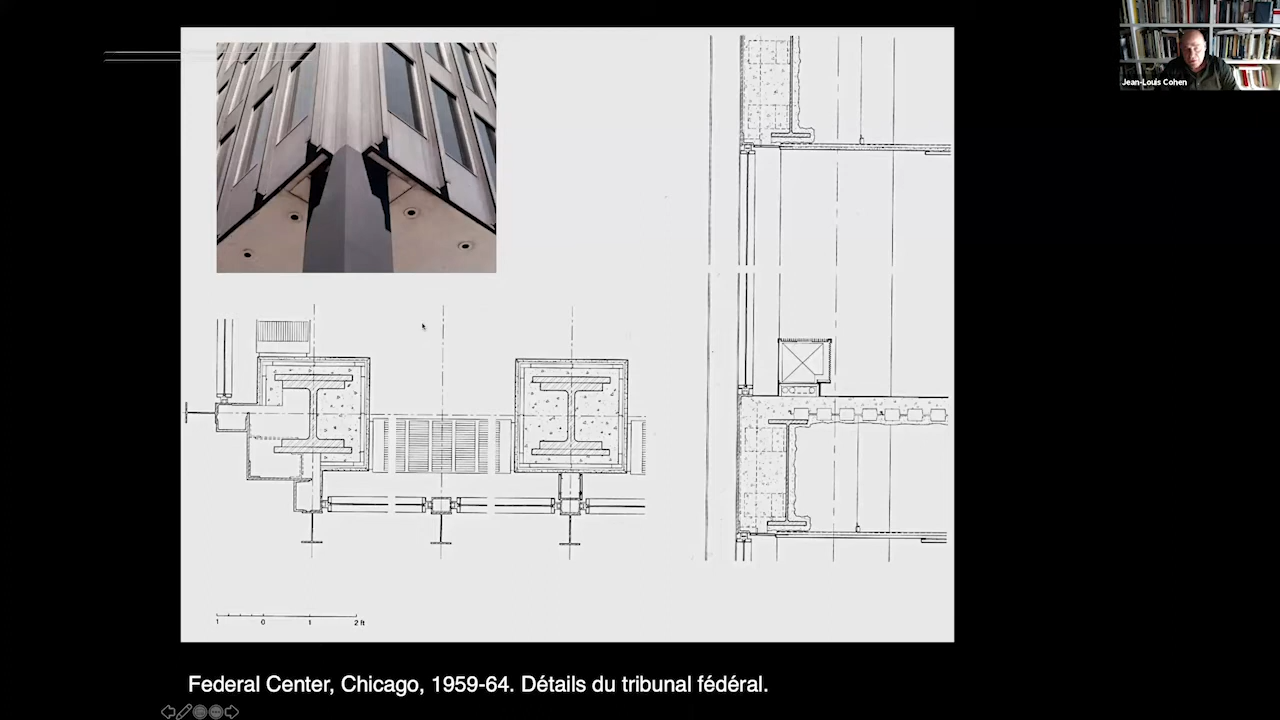 Jean-Louis Cohen
1 0 1 2 ft
Federal Center, Chicago, 1959-64. Détails du tribunal fédéral.